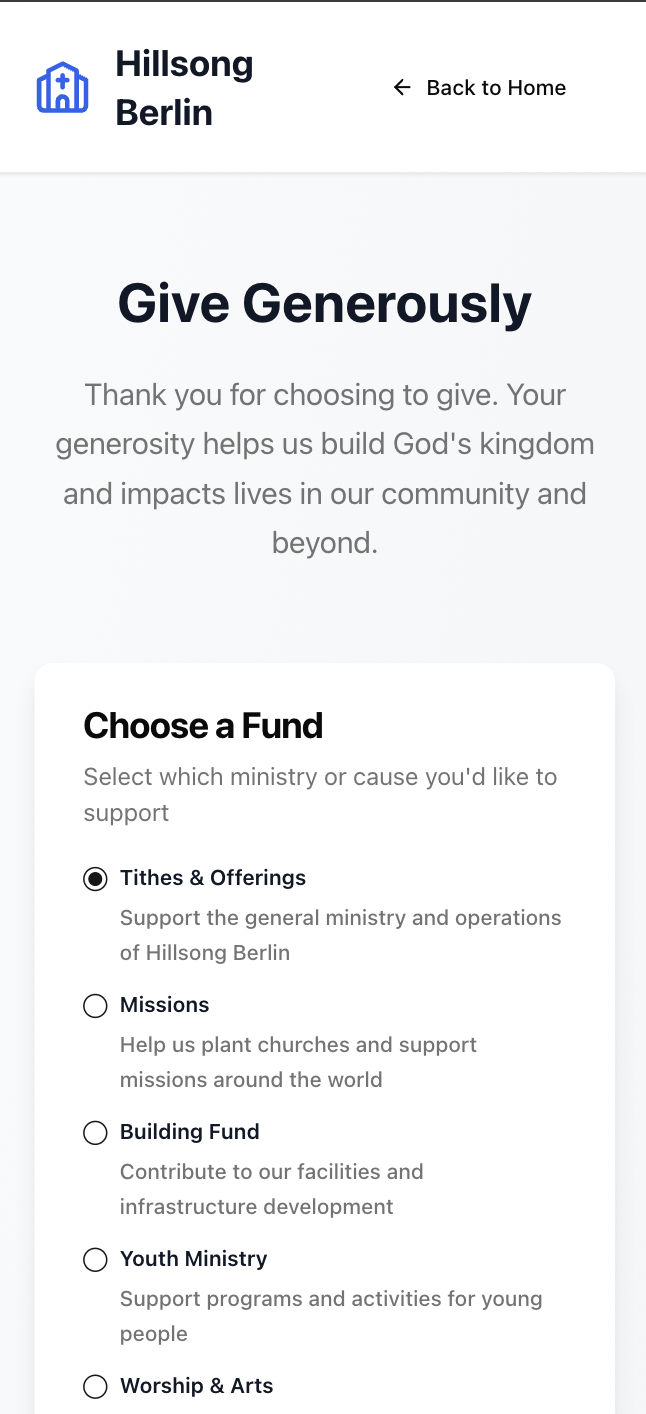 Hillsong
Berlin
Back to Home
Give Generously
Thank you for choosing to give. Your
generosity helps us build God's kingdom
and impacts lives in our community and
beyond.
Choose a Fund
Select which ministry or cause you'd like to
support
Tithes & Offerings
Support the general ministry and operations
of Hillsong Berlin
Missions
Help us plant churches and support
missions around the world
Building Fund
Contribute to our facilities and
infrastructure development
Youth Ministry
Support programs and activities for young
people
Worship & Arts